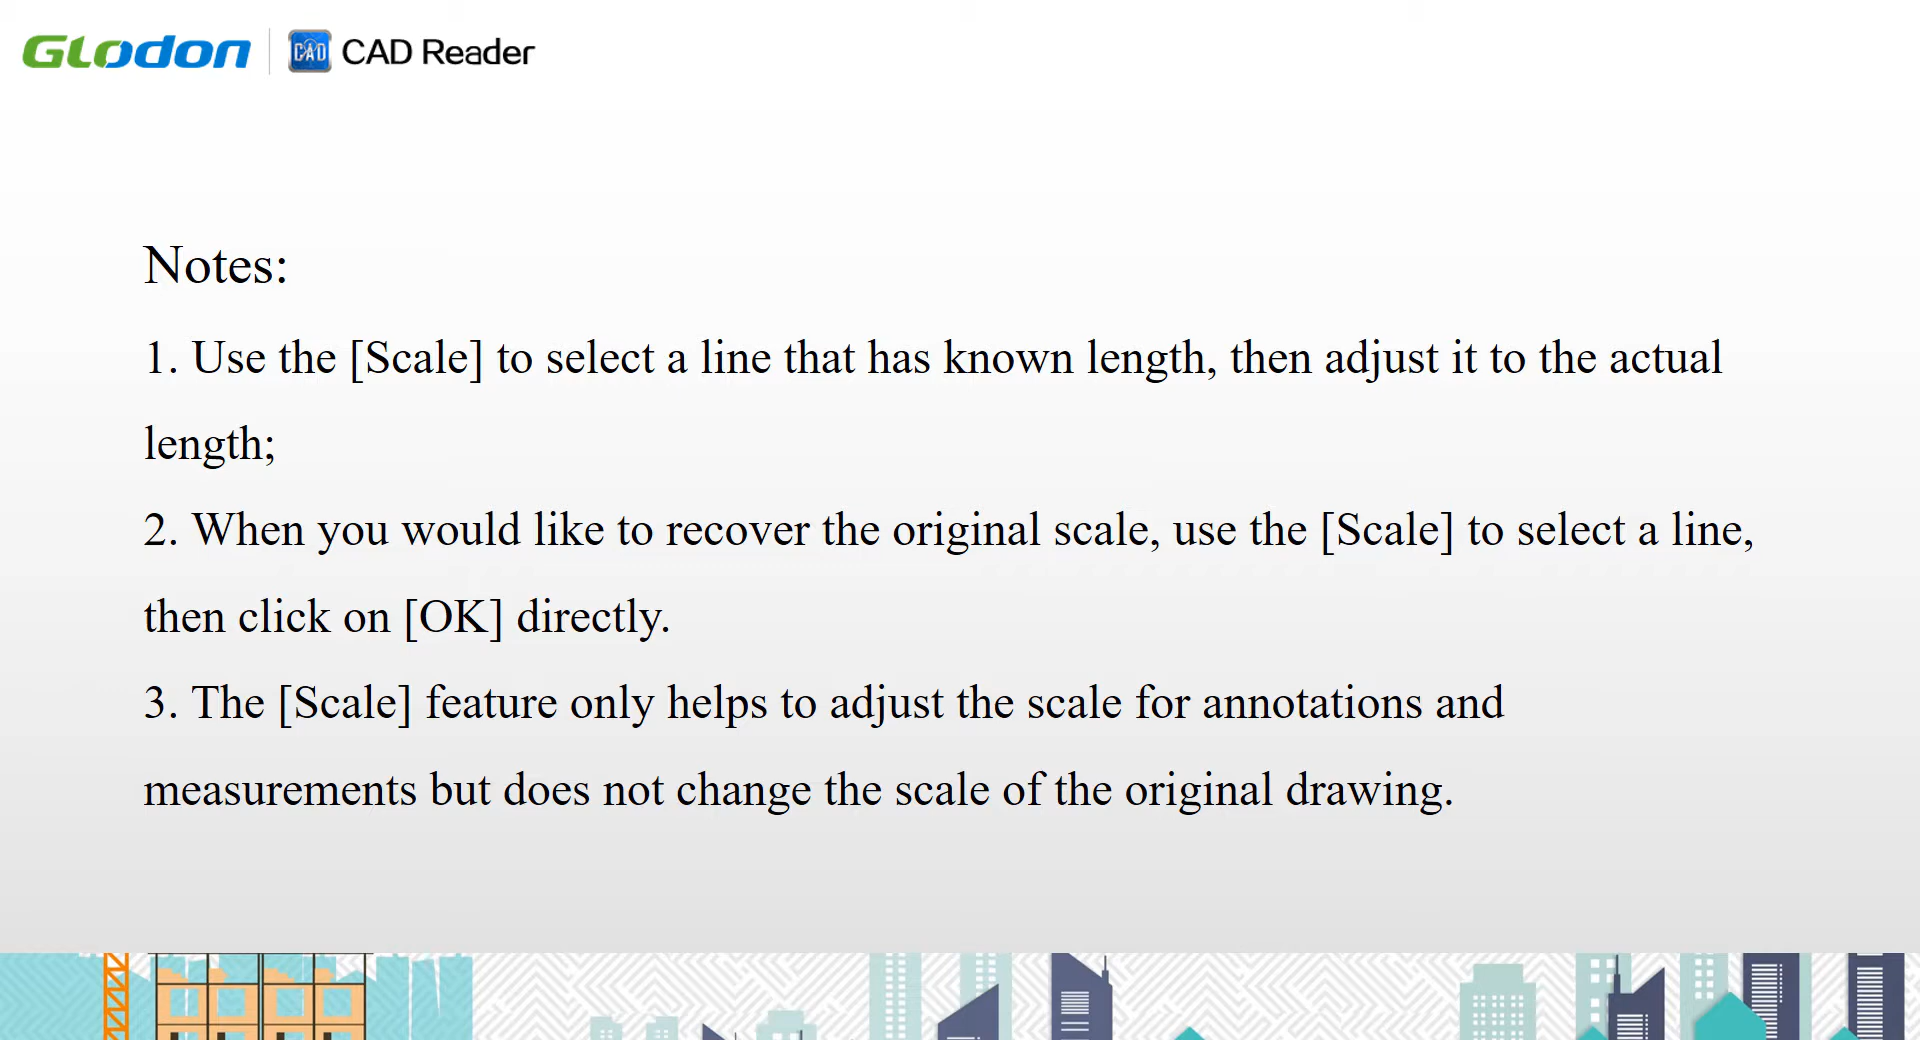 GLodon CAD CAD Reader
Notes:
1. Use the [Scale] to select a line that has known length, then adjust it to the actual
length;
2. When you would like to recover the original scale, use the [Scale] to select a line,
then click on [OK] directly.
3. The [Scale] feature only helps to adjust the scale for annotations and
measurements but does not change the scale of the original drawing.